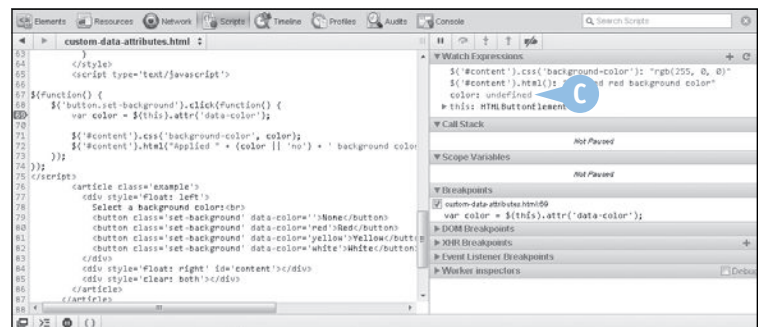 Elements Resources Network Scripts Timeline Profiles Audits Console Search Scripts
custom-data-attributes.html
63 }
64 </style>
65 <script type='text/javascript'>
66
67 $(function() {
68 $('button.set-background').click(function() {
69 var color = $(this).attr('data-color');
70
71 $('#content').css('background-color', color);
72 $('#content').html("Applied " + (color || 'no') + ' background colo
73 });
74 });
75 </script>
76 <article class='example'>
77 <div style='float: left'>
78 Select a background color:<br>
79 <button class='set-background' data-color=''>None</button>
80 <button class='set-background' data-color='red'>Red</button>
81 <button class='set-background' data-color='yellow'>Yellow</butto
82 <button class='set-background' data-color='white'>White</button>
83 </div>
84 <div style='float: right' id='content'></div>
85 <div style='clear: both'></div>
86 </article>
87 </article>
88
Watch Expressions
$('#content').css('background-color'): "rgb(255, 0, 0)"
$('#content').html(): red background color"
color: undefined
this: HTMLButtonElement
C
Call Stack
Not Paused
Scope Variables
Not Paused
Breakpoints
custom-data-attributes.html:69
var color = $(this).attr('data-color');
DOM Breakpoints
XHR Breakpoints
Event Listener Breakpoints
Worker inspectors Debu